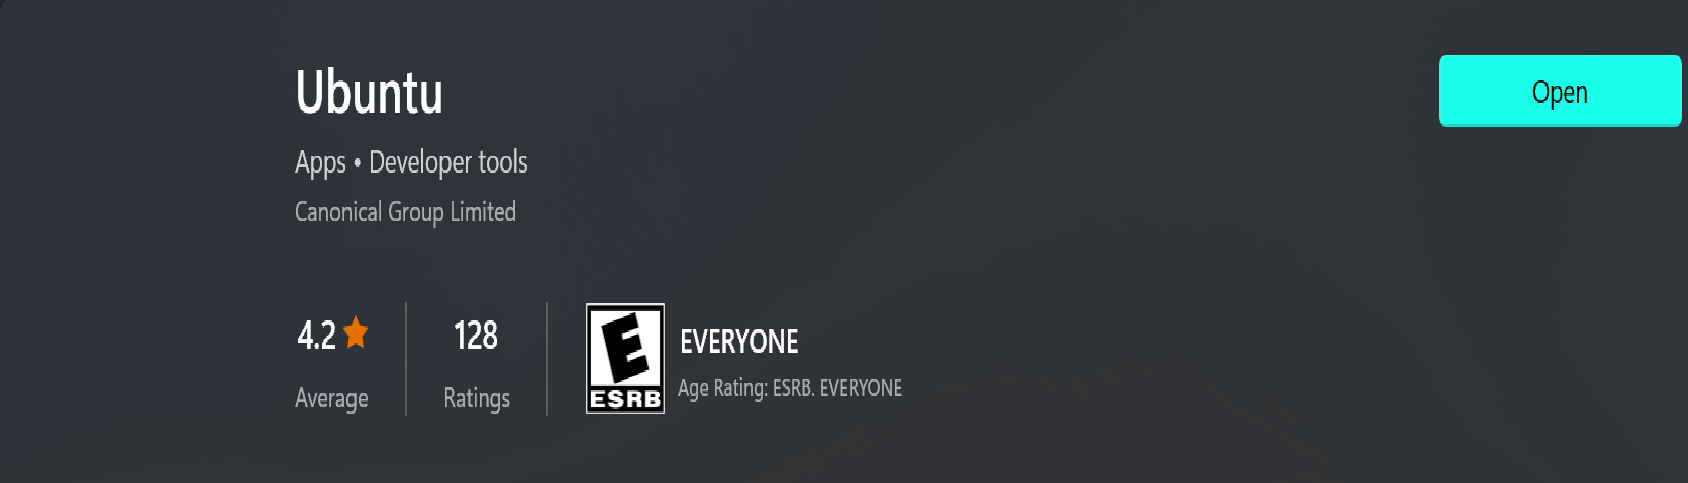 Ubuntu
Open
Apps • Developer tools
Canonical Group Limited
4.2
128
Average
Ratings
E
ESRB
EVERYONE
Age Rating: ESRB. EVERYONE